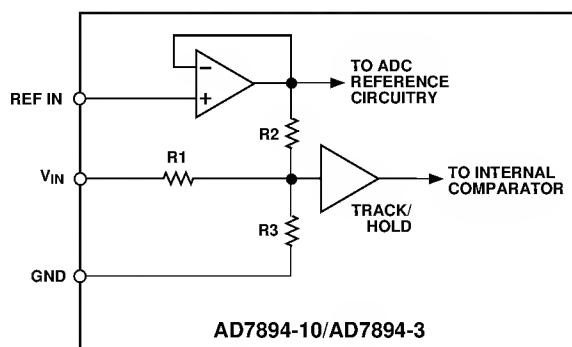 TO ADC
REFERENCE
CIRCUITRY
REF IN
−
+
R2
R1
VIN
TO INTERNAL
COMPARATOR
TRACK/
HOLD
R3
GND
AD7894-10/AD7894-3